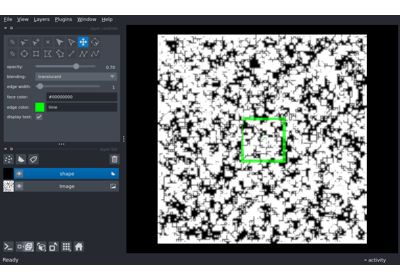 File View Layers Plugins Window Help
opacity: 0.70
blending: translucent
edge width: 1
face color: #00000000
edge color: lime
display text: ✓
shape
Image
Ready
activity